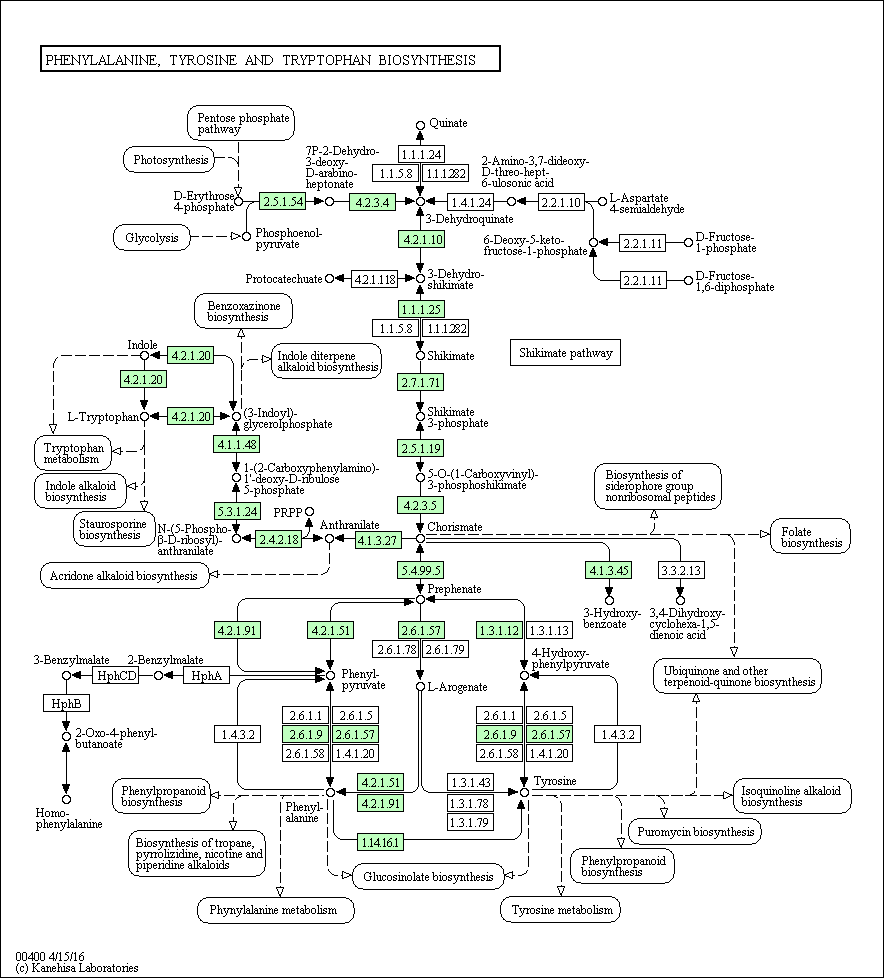 PHENYLALANINE, TYROSINE AND TRYPTOPHAN BIOSYNTHESIS
Pentose phosphate
pathway
Photosynthesis
Quinate
1.1.1.24
1.1.5.8
1.1.1.282
7P-2-Dehydro-
3-deoxy-
D-arabino-
heptonate
2-Amino-3,7-dideoxy-
D-threo-hept-
6-ulosonic acid
D-Erythrose
4-phosphate
2.5.1.54
4.2.3.4
1.4.1.24
2.2.1.10
L-Aspartate
4-semialdehyde
3-Dehydroquinate
Glycolysis
Phosphoenol-
pyruvate
4.2.1.10
6-Deoxy-5-keto-
fructose-1-phosphate
2.2.1.11
D-Fructose-
1-phosphate
Protocatechuate
4.2.1.118
3-Dehydro-
shikimate
2.2.1.11
D-Fructose-
1,6-diphosphate
Benzoxazinone
biosynthesis
1.1.1.25
1.1.5.8
1.1.1.282
Indole
4.2.1.20
Indole diterpene
alkaloid biosynthesis
Shikimate
Shikimate pathway
4.2.1.20
2.7.1.71
L-Tryptophan
4.2.1.20
(3-Indoyl)-
glycerolphosphate
Shikimate
3-phosphate
Tryptophan
metabolism
4.1.1.48
2.5.1.19
Indole alkaloid
biosynthesis
1-(2-Carboxyphenylamino)-
1'-deoxy-D-ribulose
5-phosphate
5-O-(1-Carboxyvinyl)-
3-phosphoshikimate
Biosynthesis of
siderophore group
nonribosomal peptides
Staurosporine
biosynthesis
5.3.1.24
PRPP
4.2.3.5
N-(5-Phospho-
β-D-ribosyl)-
anthranilate
2.4.2.18
Anthranilate
4.1.3.27
Chorismate
Folate
biosynthesis
Acridone alkaloid biosynthesis
5.4.99.5
4.1.3.45
3.3.2.13
Prephenate
3-Hydroxy-
benzoate
3,4-Dihydroxy-
cyclohexa-1,5-
dienoic acid
4.2.1.91
4.2.1.51
2.6.1.57
1.3.1.12
1.3.1.13
2.6.1.78
2.6.1.79
3-Benzylmalate
2-Benzylmalate
HphCD
HphA
Phenyl-
pyruvate
4-Hydroxy-
phenylpyruvate
Ubiquinone and other
terpenoid-quinone biosynthesis
HphB
L-Arogenate
2-Oxo-4-phenyl-
butanoate
1.4.3.2
2.6.1.1
2.6.1.5
2.6.1.9
2.6.1.57
2.6.1.58
1.4.1.20
2.6.1.1
2.6.1.5
2.6.1.9
2.6.1.57
2.6.1.58
1.4.1.20
1.4.3.2
Homo-
phenylalanine
Phenylpropanoid
biosynthesis
Phenyl-
alanine
4.2.1.51
4.2.1.91
1.3.1.43
1.3.1.78
1.3.1.79
Tyrosine
Isoquinoline alkaloid
biosynthesis
Puromycin biosynthesis
Biosynthesis of tropane,
pyrrolizidine, nicotine and
piperidine alkaloids
1.14.16.1
Phenylpropanoid
biosynthesis
Glucosinolate biosynthesis
Phynylalanine metabolism
Tyrosine metabolism
00400 4/15/16
(c) Kanehisa Laboratories